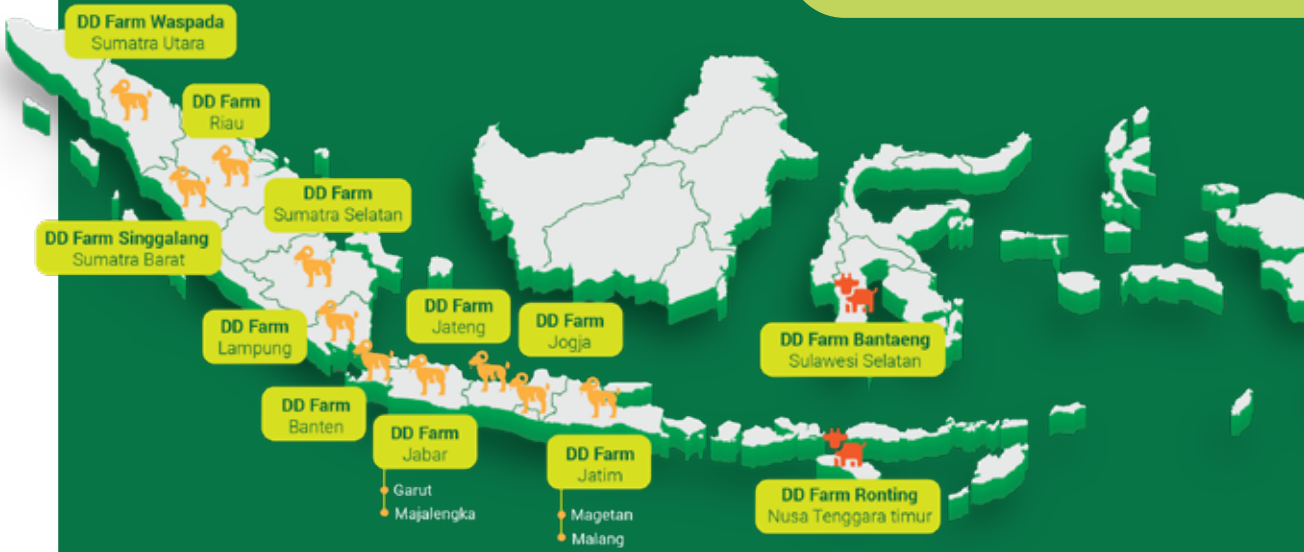 DD Farm Waspada
Sumatra Utara
DD Farm
Riau
DD Farm
Sumatra Selatan
DD Farm Singgalang
Sumatra Barat
DD Farm
Lampung
DD Farm
Jateng
DD Farm
Jogja
DD Farm Bantaeng
Sulawesi Selatan
DD Farm
Banten
DD Farm
Jabar
Garut
Majalengka
DD Farm
Jatim
Magetan
Malang
DD Farm Ronting
Nusa Tenggara timur